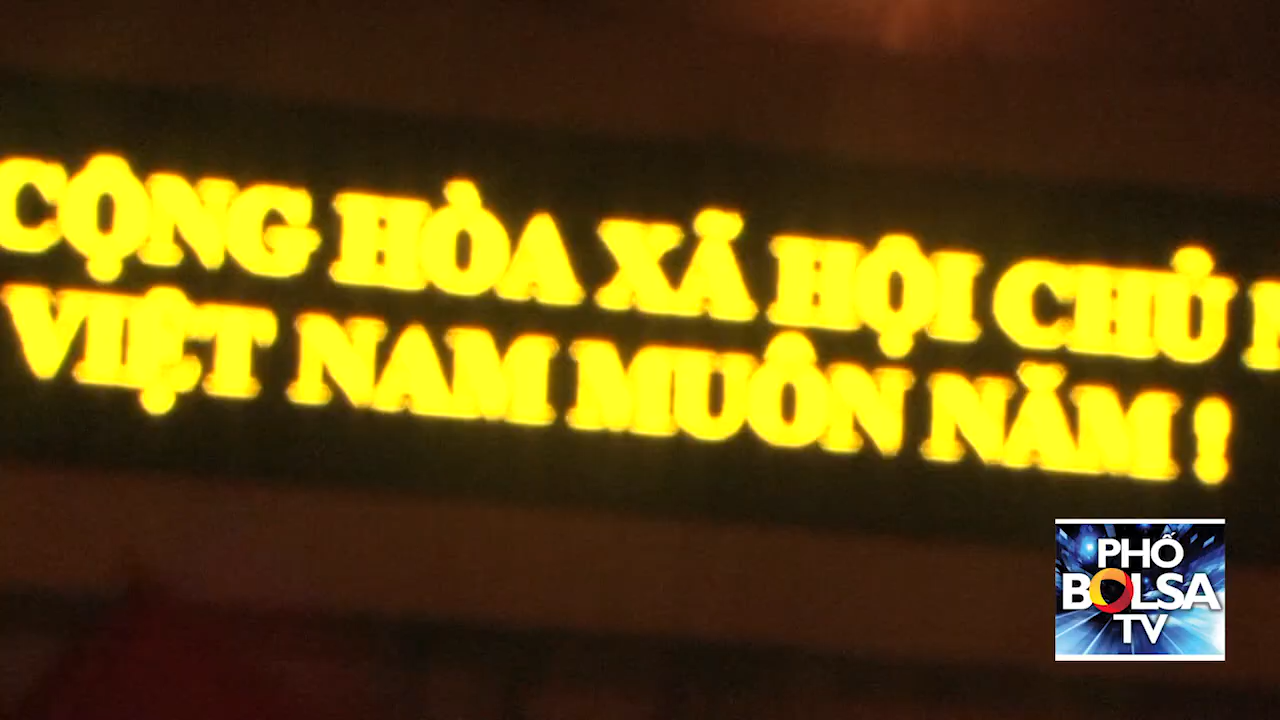 CỘNG HÒA XÃ HỘI CHỦ
VIỆT NAM MUÔN NĂM !
PHỐ
BOLSA
TV